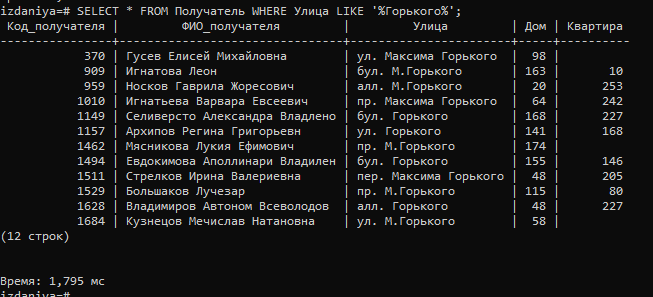 izdaniya=# SELECT * FROM Получатель WHERE Улица LIKE '%Горького%';
Код_получателя | ФИО_получателя | Улица | Дом | Квартира
---------------+------------------------------+----------------------+-----+----------
370 | Гусев Елисей Михайловна | ул. Максима Горького | 98 |
909 | Игнатова Леон | бул. М.Горького | 163 | 10
959 | Носков Гаврила Жоресович | алл. М.Горького | 20 | 253
1010 | Игнатьева Варвара Евсеевич | пр. Максима Горького | 64 | 242
1149 | Селиверсто Александра Владлено | бул. Горького | 168 | 227
1157 | Архипов Регина Григорьевн | ул. Горького | 141 | 168
1462 | Мясникова Лукия Ефимович | пр. М.Горького | 174 |
1494 | Евдокимова Аполлинари Владилен | бул. Горького | 155 | 146
1511 | Стрелков Ирина Валериевна | пер. Максима Горького | 48 | 205
1529 | Большаков Лучезар | пр. М.Горького | 115 | 80
1628 | Владимиров Автоном Всеволодов | алл. Горького | 48 | 227
1684 | Кузнецов Мечислав Натановна | ул. М.Горького | 58 |
(12 строк)
Время: 1,795 мс
izdaniya=#